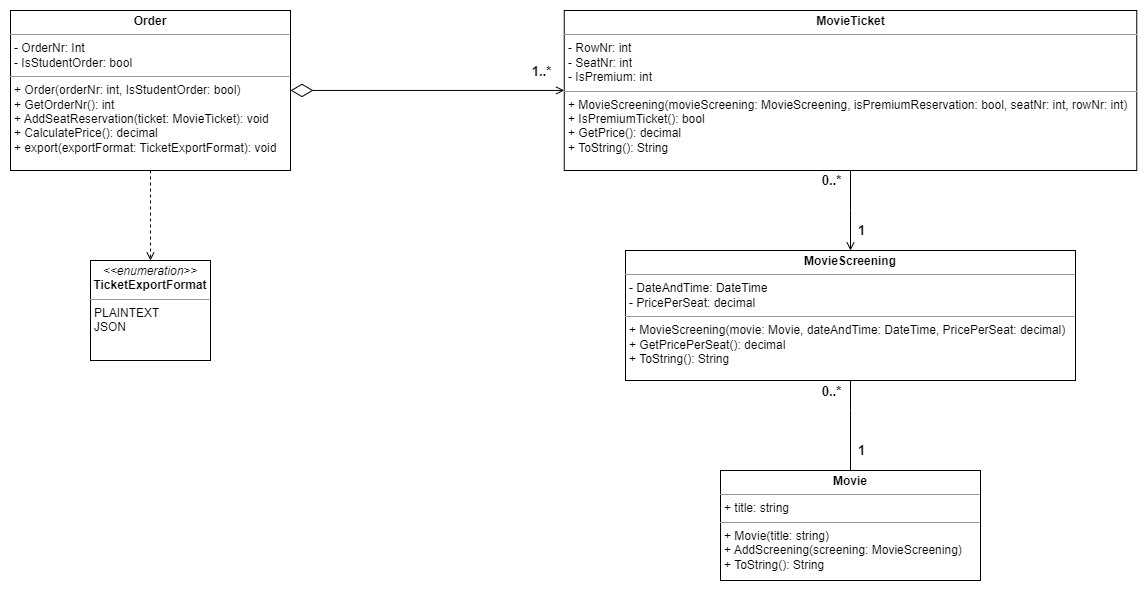 Order
- OrderNr: Int
- IsStudentOrder: bool
+ Order(orderNr: int, IsStudentOrder: bool)
+ GetOrderNr(): int
+ AddSeatReservation(ticket: MovieTicket): void
+ CalculatePrice(): decimal
+ export(exportFormat: TicketExportFormat): void
1..*
MovieTicket
- RowNr: int
- SeatNr: int
- IsPremium: int
+ MovieScreening(movieScreening: MovieScreening, isPremiumReservation: bool, seatNr: int, rowNr: int)
+ IsPremiumTicket(): bool
+ GetPrice(): decimal
+ ToString(): String
0..*
1
<<enumeration>>
TicketExportFormat
PLAINTEXT
JSON
MovieScreening
- DateAndTime: DateTime
- PricePerSeat: decimal
+ MovieScreening(movie: Movie, dateAndTime: DateTime, PricePerSeat: decimal)
+ GetPricePerSeat(): decimal
+ ToString(): String
0..*
1
Movie
+ title: string
+ Movie(title: string)
+ AddScreening(screening: MovieScreening)
+ ToString(): String